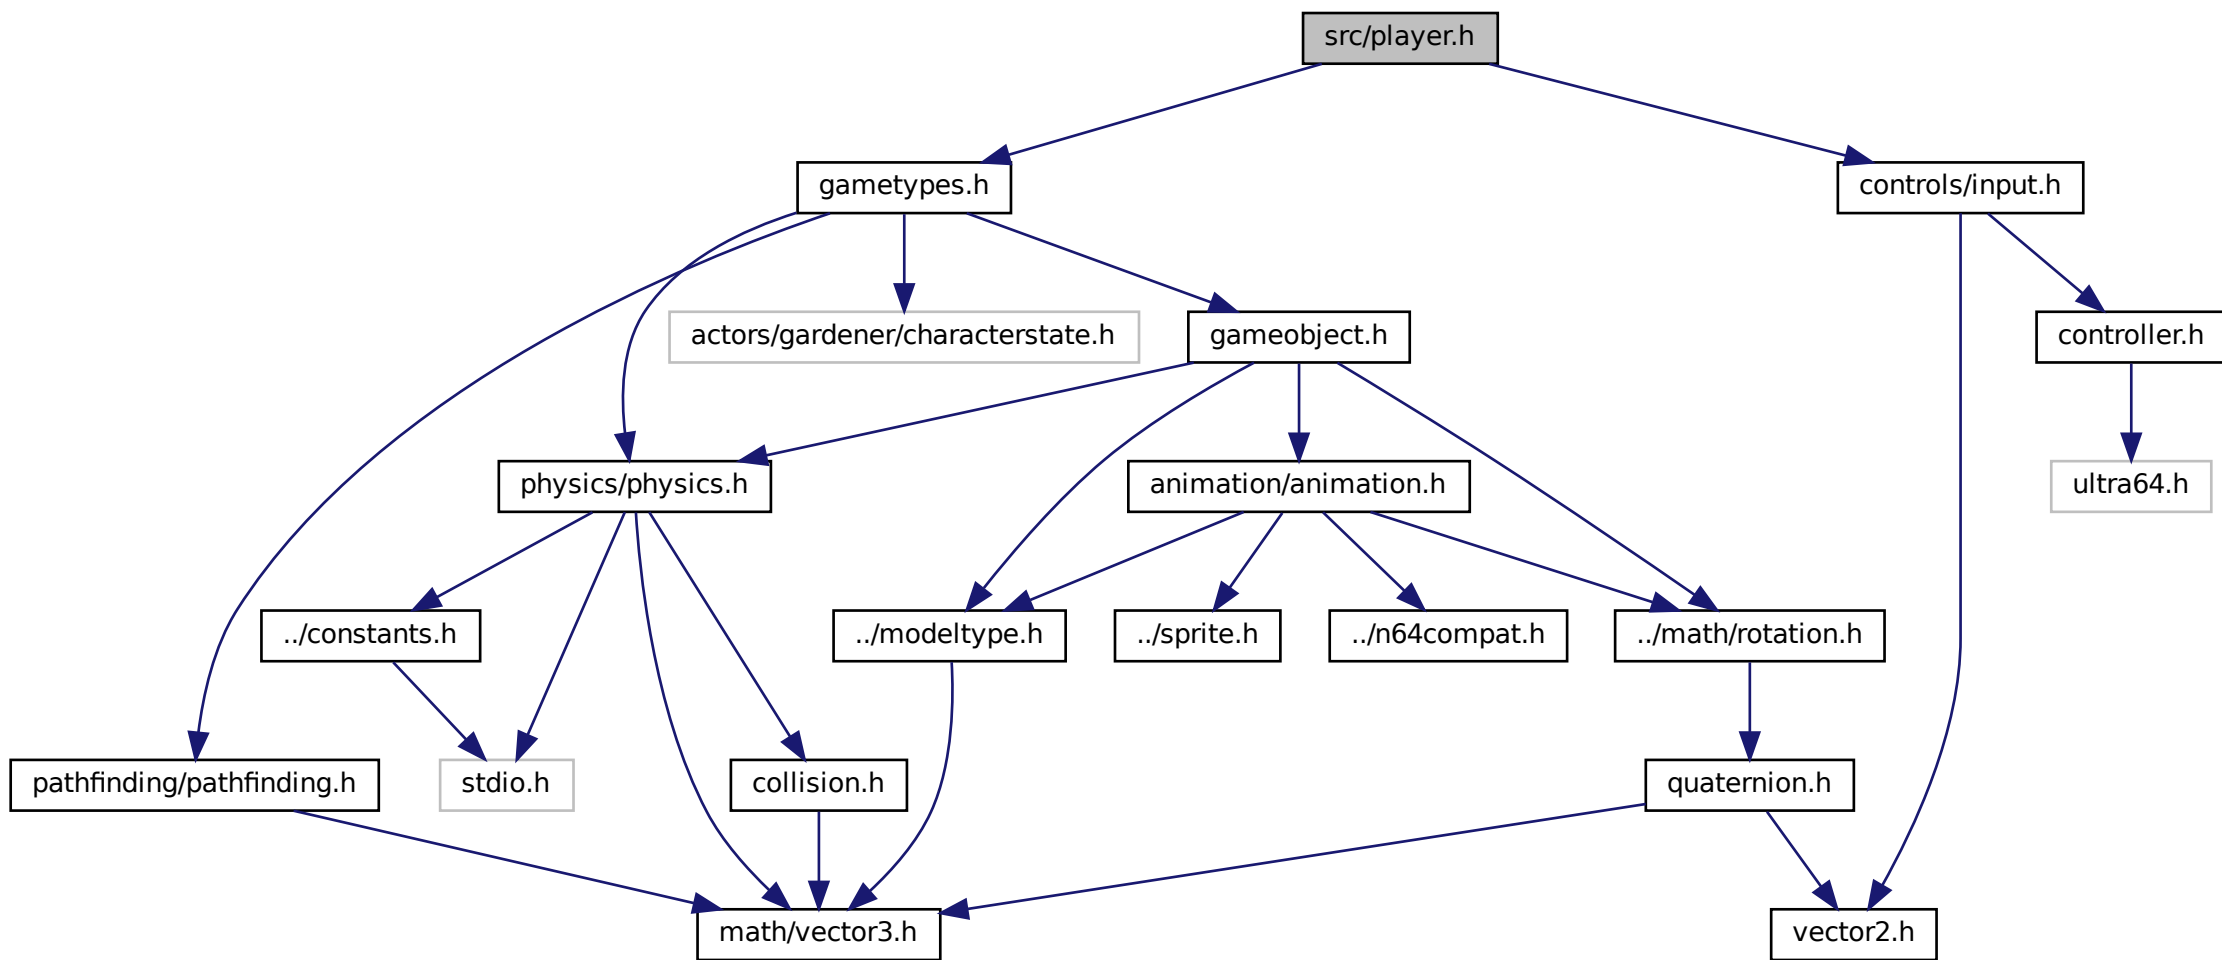 src/player.h
gametypes.h
controls/input.h
actors/gardener/characterstate.h
gameobject.h
controller.h
physics/physics.h
animation/animation.h
ultra64.h
../constants.h
../modeltype.h
../sprite.h
../n64compat.h
../math/rotation.h
pathfinding/pathfinding.h
stdio.h
collision.h
quaternion.h
math/vector3.h
vector2.h